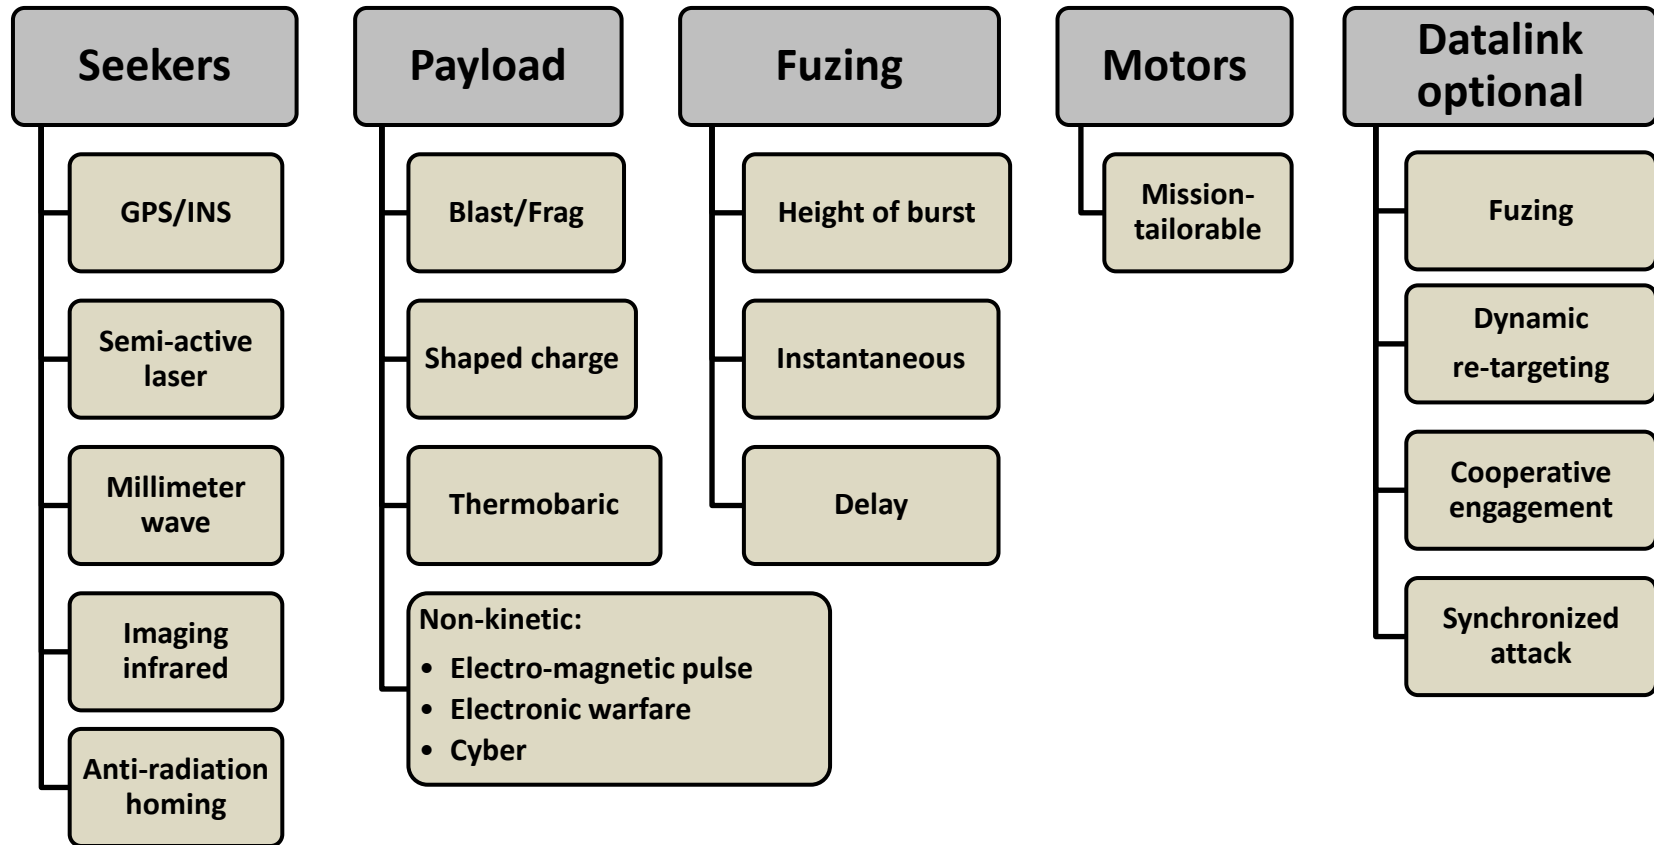 Seekers
GPS/INS
Semi-active
laser
Millimeter
wave
Imaging
infrared
Anti-radiation
homing
Payload
Blast/Frag
Shaped charge
Thermobaric
Non-kinetic:
• Electro-magnetic pulse
• Electronic warfare
• Cyber
Fuzing
Height of burst
Instantaneous
Delay
Motors
Mission-
tailorable
Datalink
optional
Fuzing
Dynamic
re-targeting
Cooperative
engagement
Synchronized
attack